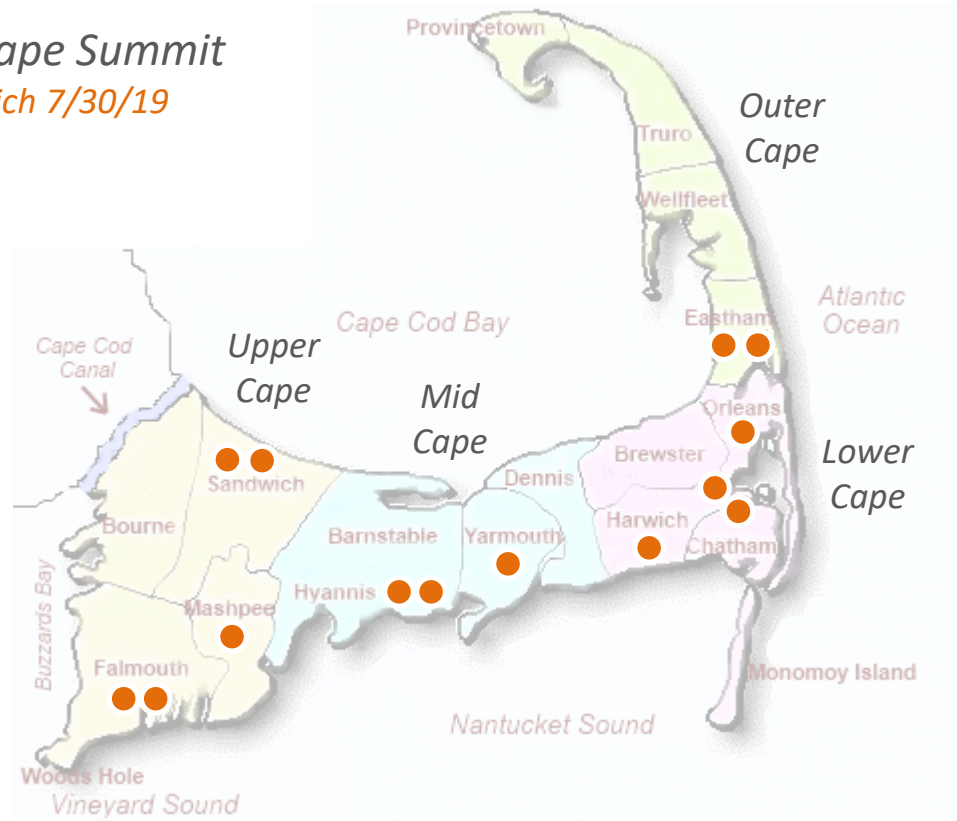 ape Summit
ich 7/30/19
Provincetown
Outer
Cape
Truro
Wellfleet
Atlantic
Ocean
Eastham
Cape Cod Bay
Cape Cod
Canal
Upper
Cape
Mid
Cape
Orleans
Brewster
Lower
Cape
Dennis
Sandwich
Bourne
Barnstable
Yarmouth
Harwich
Chatham
Hyannis
Mashpee
Buzzards Bay
Falmouth
Monomoy Island
Nantucket Sound
Woods Hole
Vineyard Sound